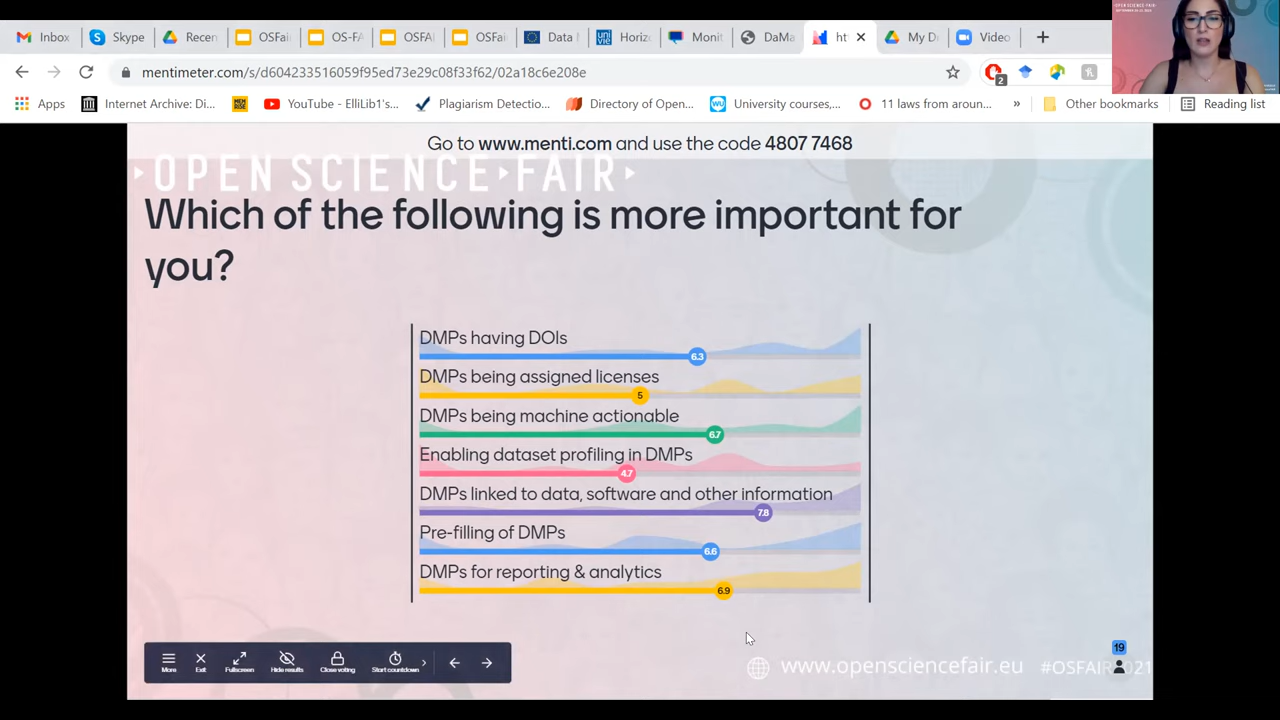 Inbox
Skype
Recen
OSFai
OS-FA
OSFAI
OSFai
Data
Horiz
Monit
DaMa
ht
My D
Video
mentimeter.com/s/d604233516059f95ed73e29c08f33f62/02a18c6e208e
2
Apps
Internet Archive: Di...
YouTube - ElliLib1's...
Plagiarism Detectio...
Directory of Open...
University courses,...
11 laws from aroun...
»
Other bookmarks
Reading list
OPEN SCIENCE FAIR
Go to www.menti.com and use the code 4807 7468
OPEN SCIENCE FAIR
Which of the following is more important for
you?
DMPs having DOIs
6.3
DMPs being assigned licenses
5
DMPs being machine actionable
6.7
Enabling dataset profiling in DMPs
4.7
DMPs linked to data, software and other information
7.8
Pre-filling of DMPs
6.6
DMPs for reporting & analytics
6.9
More
Exit
Fullscreen
Hide results
Close voting
Start countdown
19
www.opensciencefair.eu #OSFAIR2021